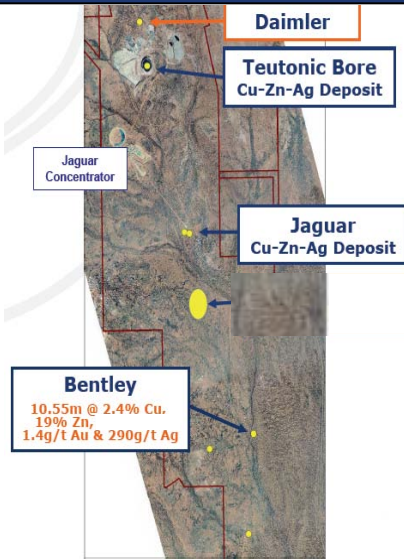 Daimler
Teutonic Bore
Cu-Zn-Ag Deposit
Jaguar
Concentrator
Jaguar
Cu-Zn-Ag Deposit
Bentley
10.55m @ 2.4% Cu,
19% Zn,
1.4g/t Au & 290g/t Ag